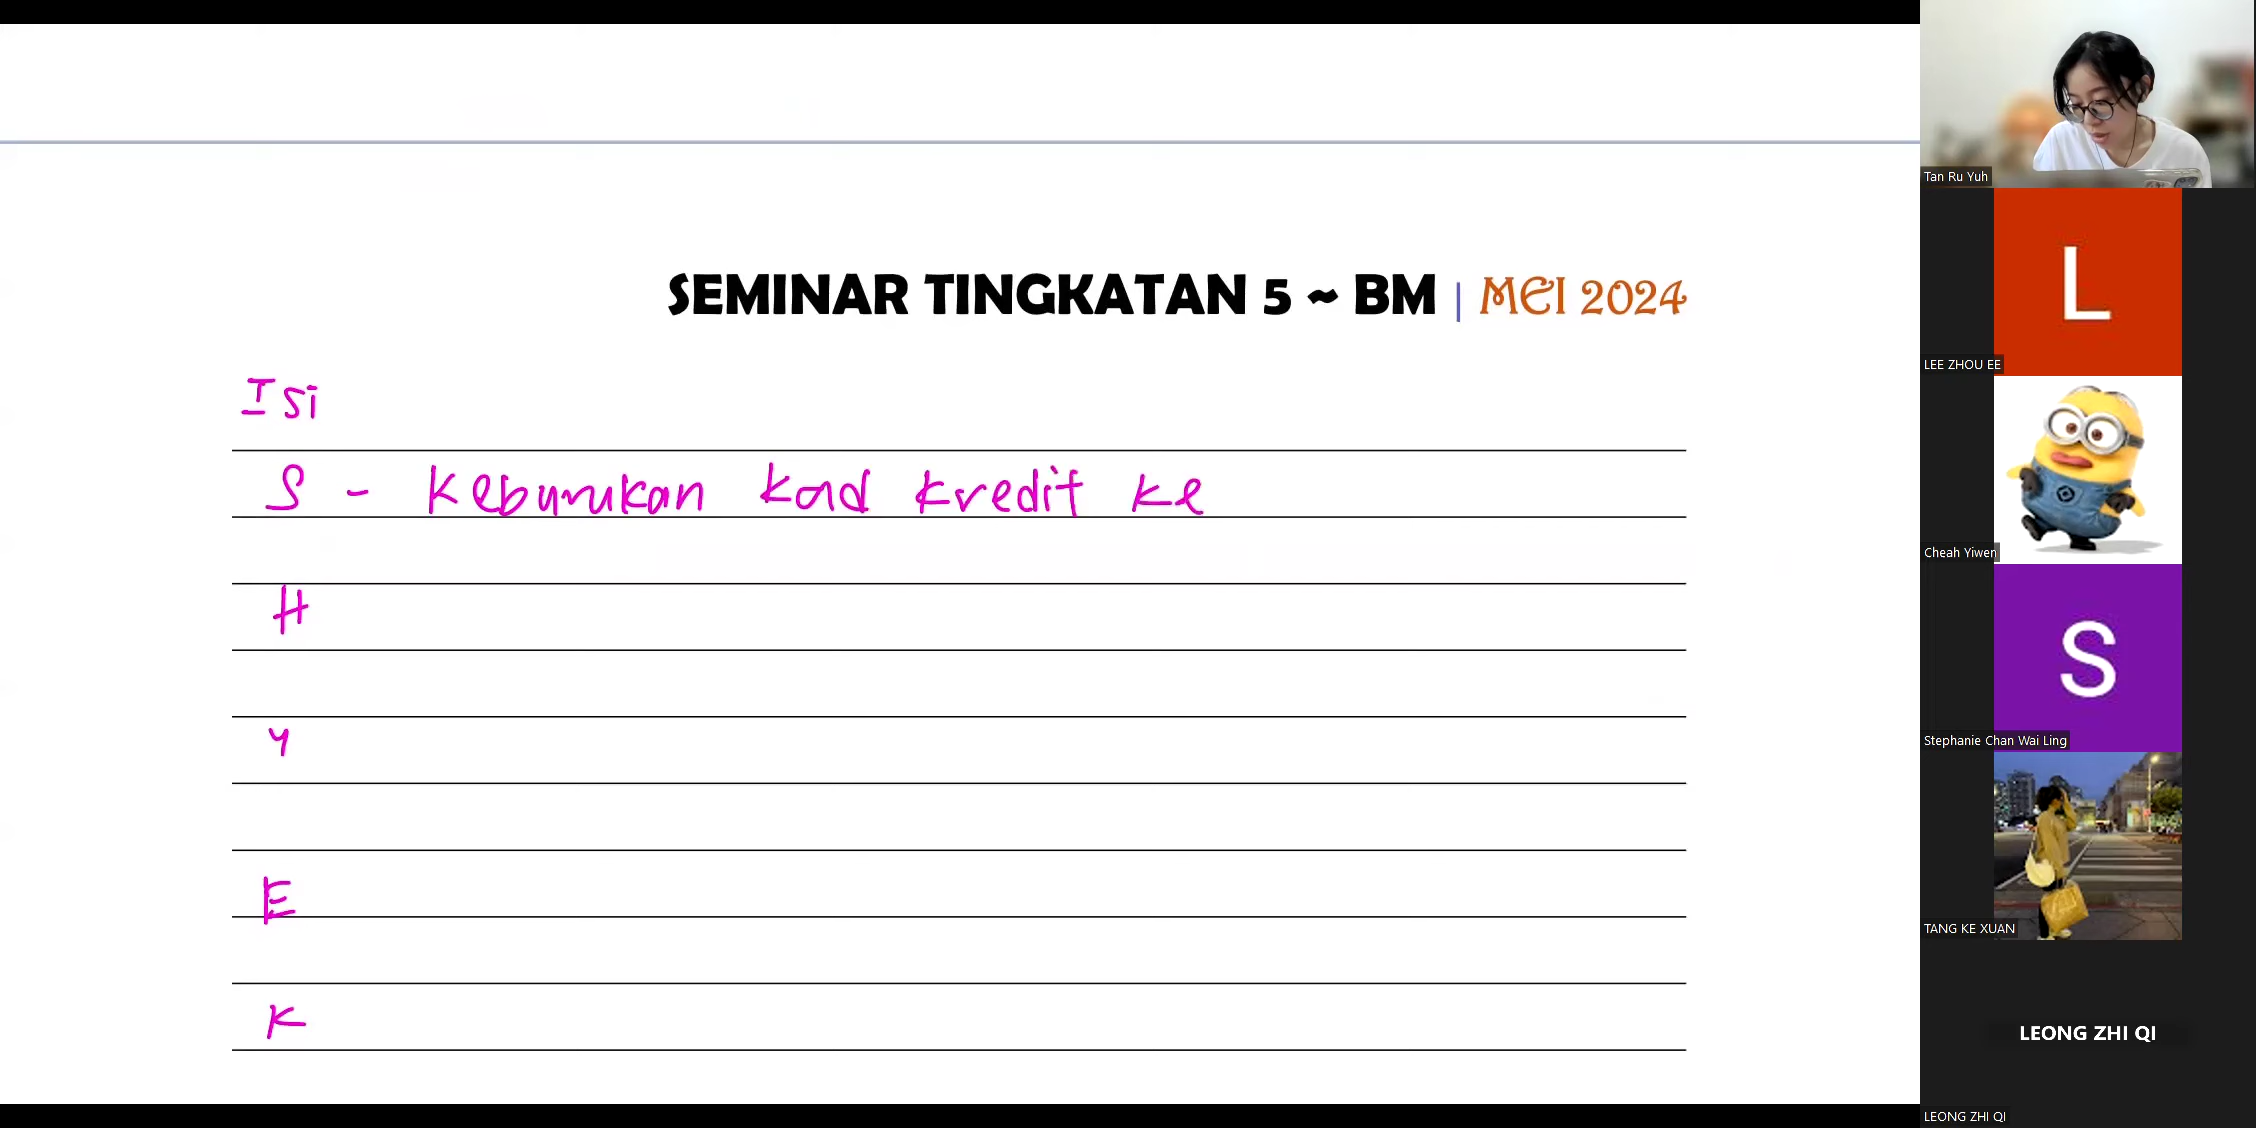 SEMINAR TINGKATAN 5 ~ BM | MEI 2024
Isi
S - Keburukan kad kredit ke
H
Y
E
K
Tan Ru Yuh
L
LEE ZHOU EE
Cheah Yiwen
S
Stephanie Chan Wai Ling
TANG KE XUAN
LEONG ZHI QI
LEONG ZHI QI